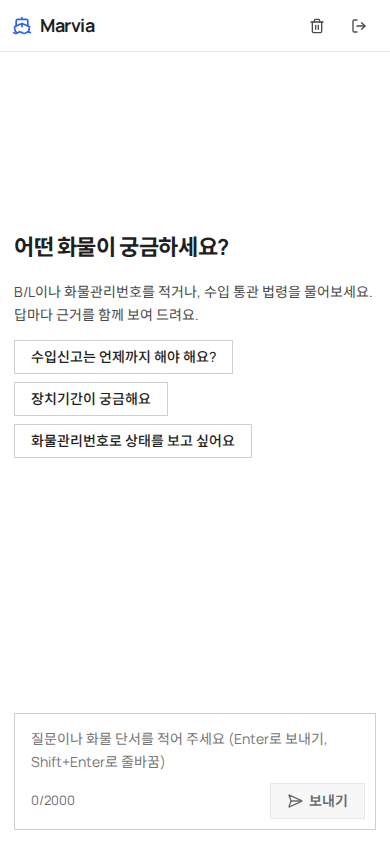 Marvia
어떤 화물이 궁금하세요?
B/L이나 화물관리번호를 적거나, 수입 통관 법령을 물어보세요.
답마다 근거를 함께 보여 드려요.
수입신고는 언제까지 해야 해요?
장치기간이 궁금해요
화물관리번호로 상태를 보고 싶어요
질문이나 화물 단서를 적어 주세요 (Enter로 보내기,
Shift+Enter로 줄바꿈)
0/2000
보내기